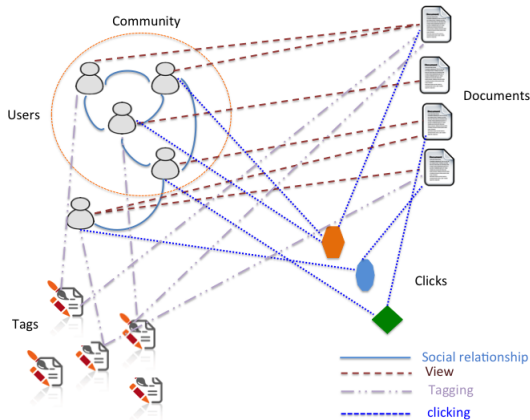 Community
Users
Documents
Clicks
Tags
Social relationship
View
Tagging
clicking